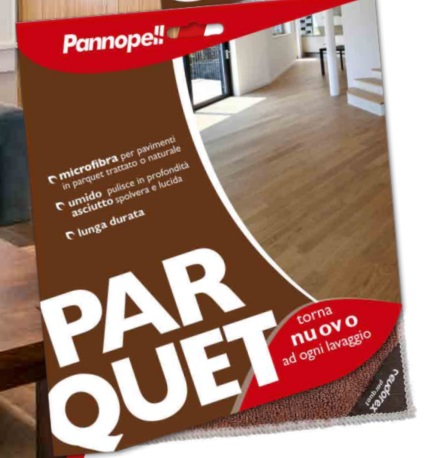 Pannopell
microfibra per pavimenti
in parquet trattato o naturale
umido pulisce in profondità
asciutto spolvera e lucida
lunga durata
PAR
QUET
torna
nuovo
ad ogni lavaggio